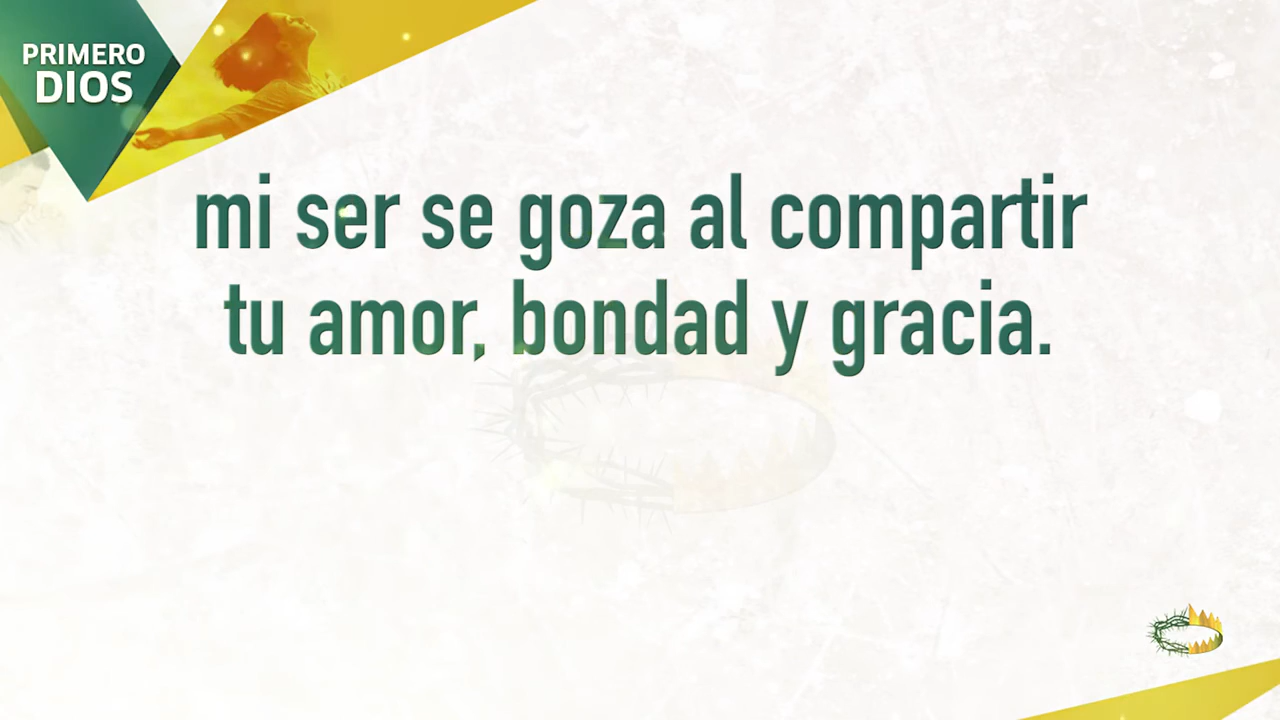 PRIMERO
DIOS
mi ser se goza al compartir
tu amor, bondad y gracia.